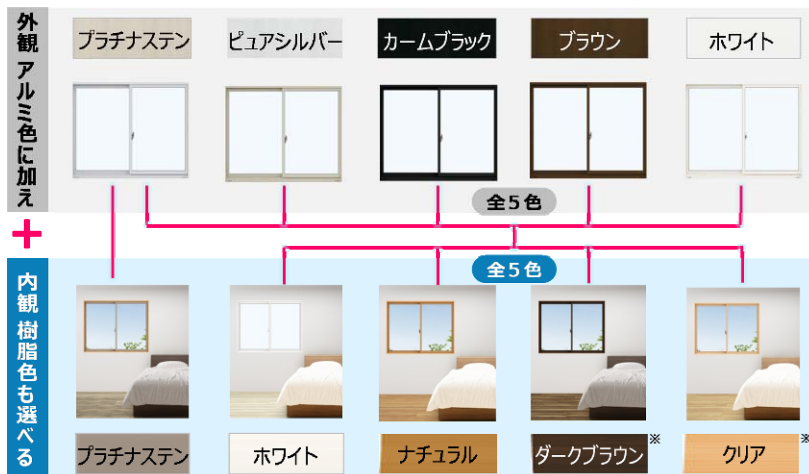 外観 アルミ色に加え
プラチナステン
ピュアシルバー
カームブラック
ブラウン
ホワイト
全5色
+
全5色
内観 樹脂色も選べる
プラチナステン
ホワイト
ナチュラル
ダークブラウン※
クリア※